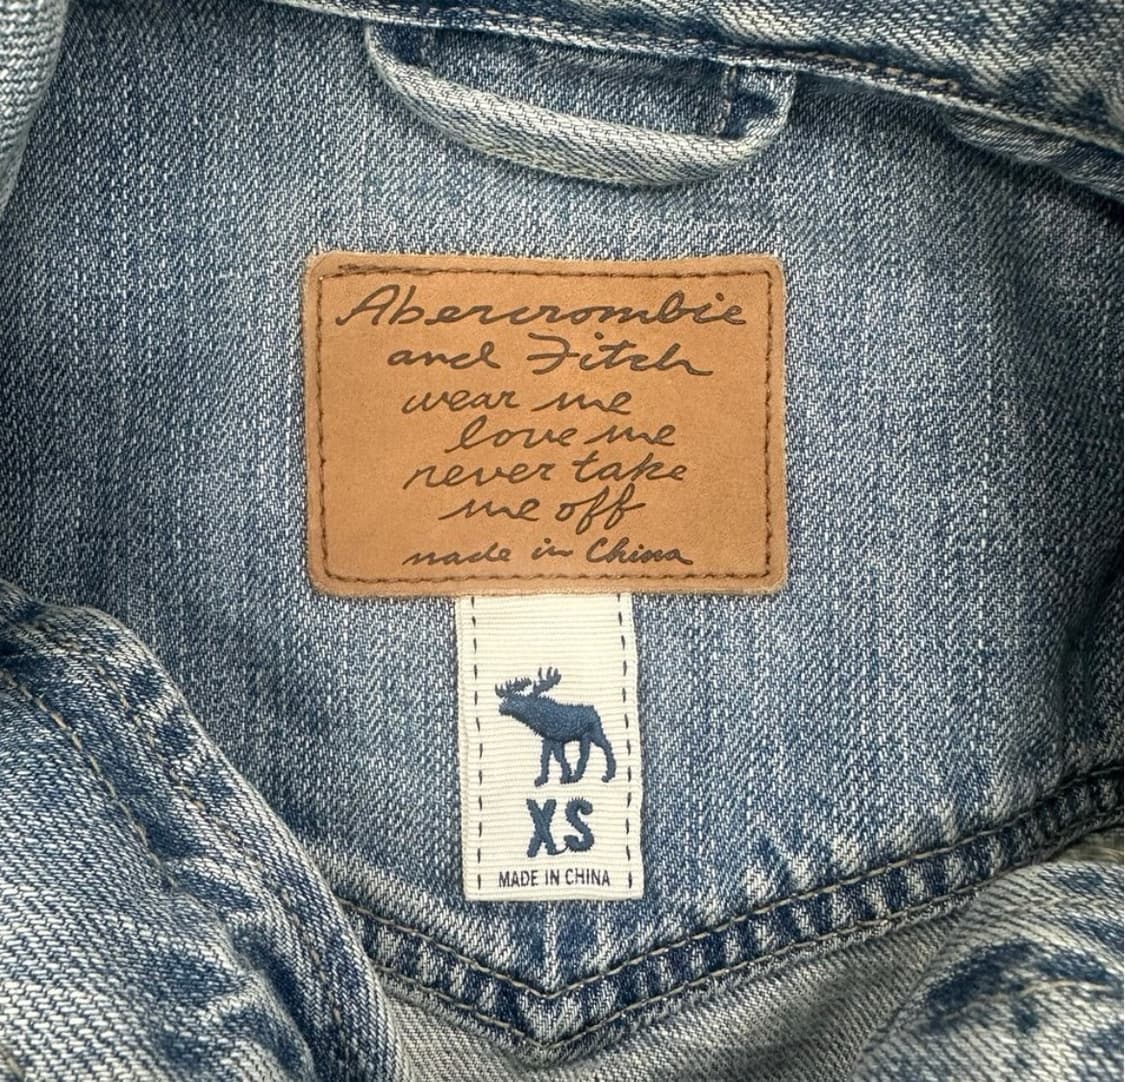 Abercrombie
and Fitch
wear me
love me
never take
me off
made in China
XS
MADE IN CHINA